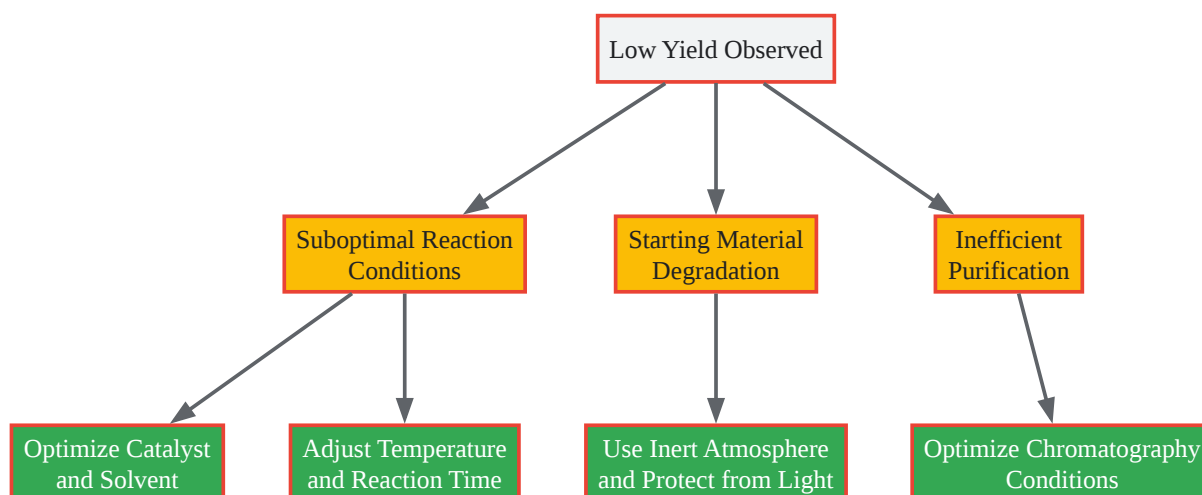 Low Yield Observed
Suboptimal Reaction
Conditions
Starting Material
Degradation
Inefficient
Purification
Optimize Catalyst
and Solvent
Adjust Temperature
and Reaction Time
Use Inert Atmosphere
and Protect from Light
Optimize Chromatography
Conditions